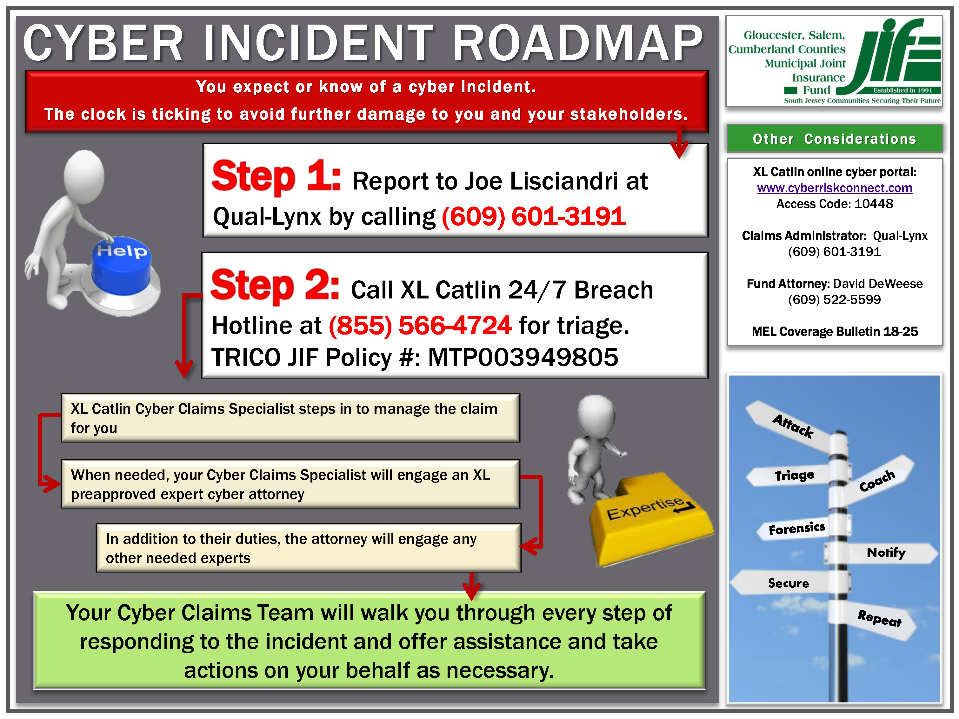 CYBER INCIDENT ROADMAP
You expect or know of a cyber incident.
The clock is ticking to avoid further damage to you and your stakeholders.
Step 1: Report to Joe Lisciandri at
Qual-Lynx by calling (609) 601-3191
Help
Step 2: Call XL Catlin 24/7 Breach
Hotline at (855) 566-4724 for triage.
TRICO JIF Policy #: MTP003949805
XL Catlin Cyber Claims Specialist steps in to manage the claim
for you
When needed, your Cyber Claims Specialist will engage an XL
preapproved expert cyber attorney
In addition to their duties, the attorney will engage any
other needed experts
Expertise
Your Cyber Claims Team will walk you through every step of
responding to the incident and offer assistance and take
actions on your behalf as necessary.
Gloucester, Salem,
Cumberland Counties
Municipal Joint
Insurance
Fund
JIF
Established in 1991
South Jersey Communities Securing Their Future
Other Considerations
XL Catlin online cyber portal:
www.cyberriskconnect.com
Access Code: 10448
Claims Administrator: Qual-Lynx
(609) 601-3191
Fund Attorney: David DeWeese
(609) 522-5599
MEL Coverage Bulletin 18-25
Attack
Triage
Coach
Forensics
Notify
Secure
Repeat